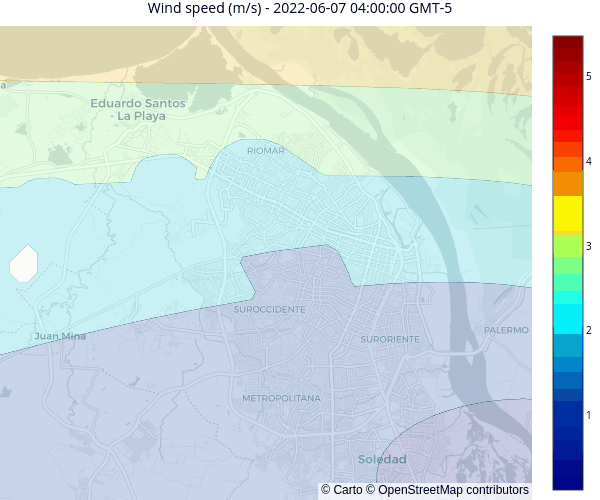 Wind speed (m/s) - 2022-06-07 04:00:00 GMT-5
a
Eduardo Santos
- La Playa
RIOMAR
SUROCCIDENTE
Juan Mina
SURORIENTE
PALERMO
METROPOLITANA
Soledad
© Carto © OpenStreetMap contributors
5
4
3
2
1